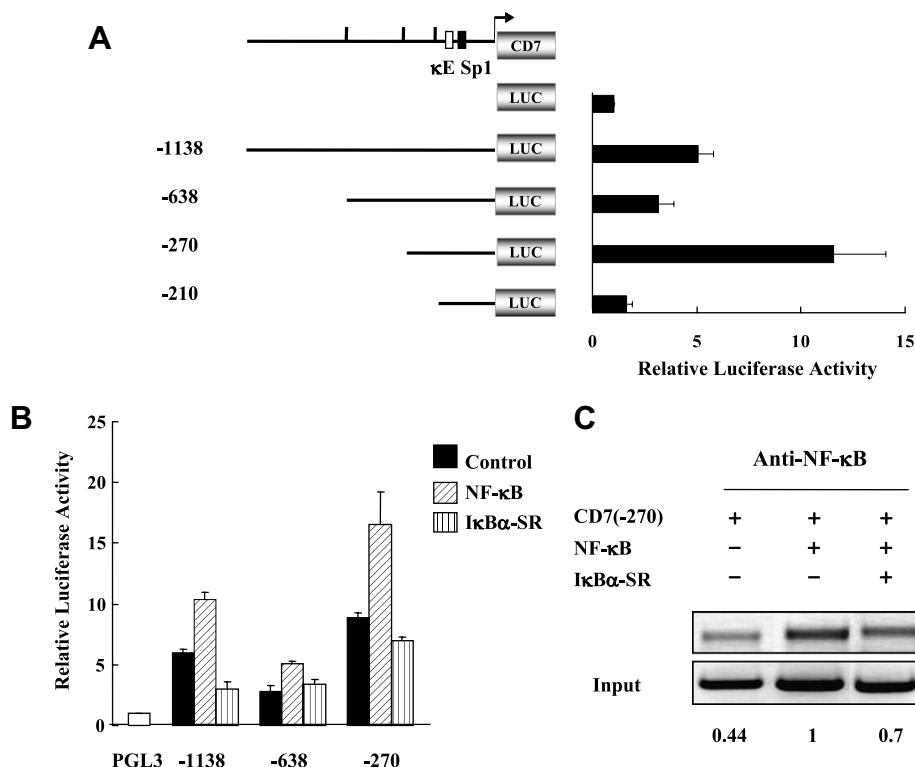 A
CD7
κE Sp1
LUC
-1138
LUC
-638
LUC
-270
LUC
-210
LUC
0
5
10
15
Relative Luciferase Activity
B
25
20
15
10
5
0
Relative Luciferase Activity
Control
NF-κB
IκBα-SR
PGL3
-1138
-638
-270
C
Anti-NF-κB
CD7(-270) + + +
NF-κB − + +
IκBα-SR − − +
Input
0.44 1 0.7